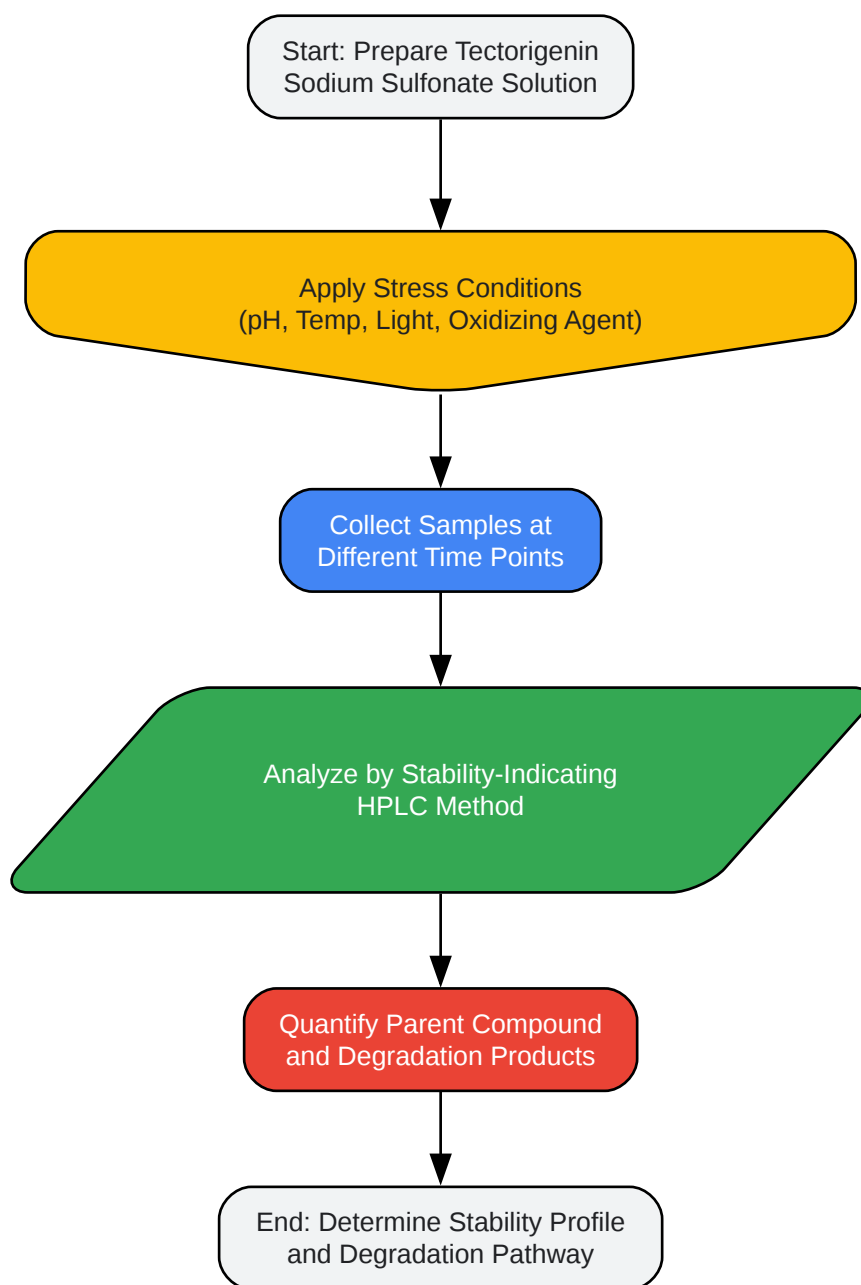 Start: Prepare Tectorigenin
Sodium Sulfonate Solution
Apply Stress Conditions
(pH, Temp, Light, Oxidizing Agent)
Collect Samples at
Different Time Points
Analyze by Stability-Indicating
HPLC Method
Quantify Parent Compound
and Degradation Products
End: Determine Stability Profile
and Degradation Pathway